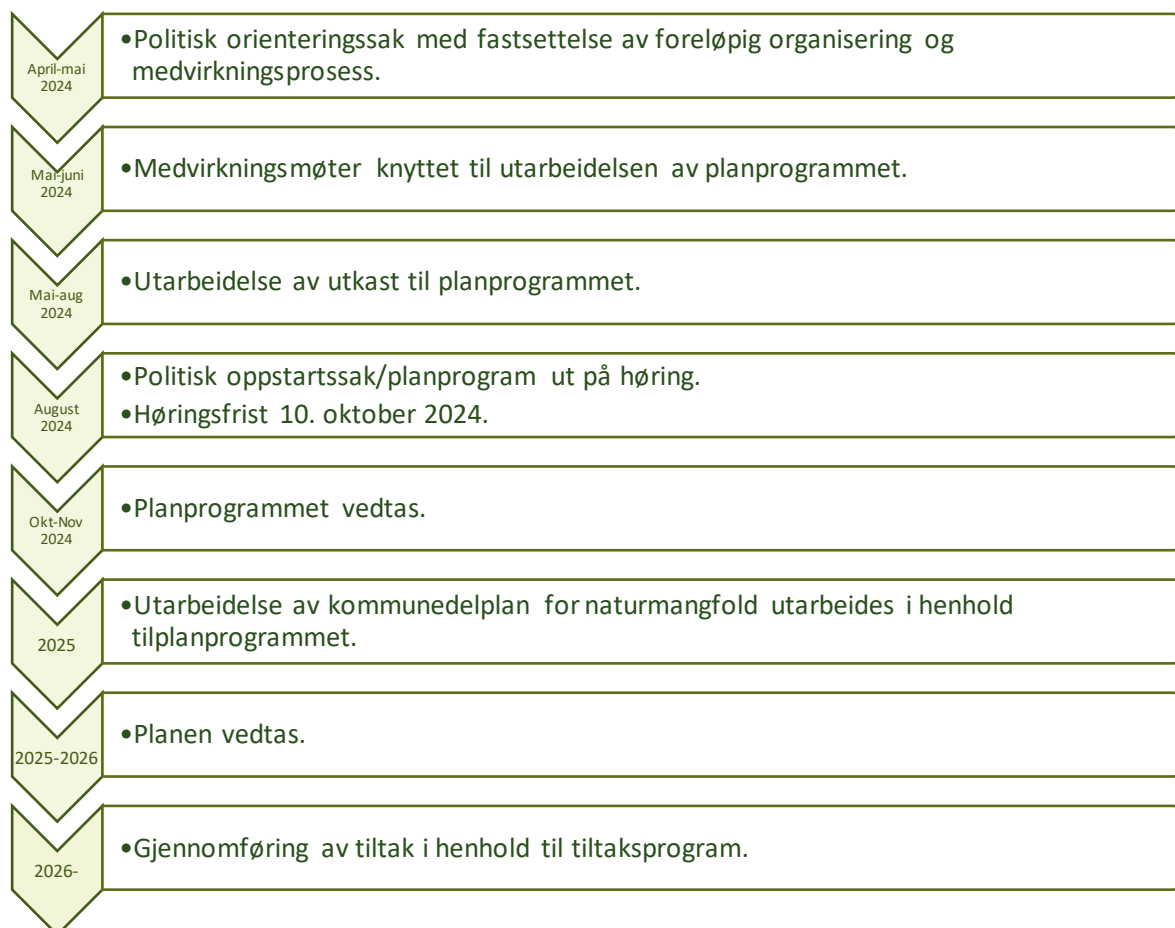 April-mai
2024
•Politisk orienteringssak med fastsettelse av foreløpig organisering og
medvirkningsprosess.
Mai-juni
2024
•Medvirkningsmøter knyttet til utarbeidelsen av planprogrammet.
Mai-aug
2024
•Utarbeidelse av utkast til planprogrammet.
August
2024
•Politisk oppstartssak/planprogram ut på høring.
•Høringsfrist 10. oktober 2024.
Okt-Nov
2024
•Planprogrammet vedtas.
2025
•Utarbeidelse av kommunedelplan for naturmangfold utarbeides i henhold
tilplanprogrammet.
2025-2026
•Planen vedtas.
2026-
•Gjennomføring av tiltak i henhold til tiltaksprogram.